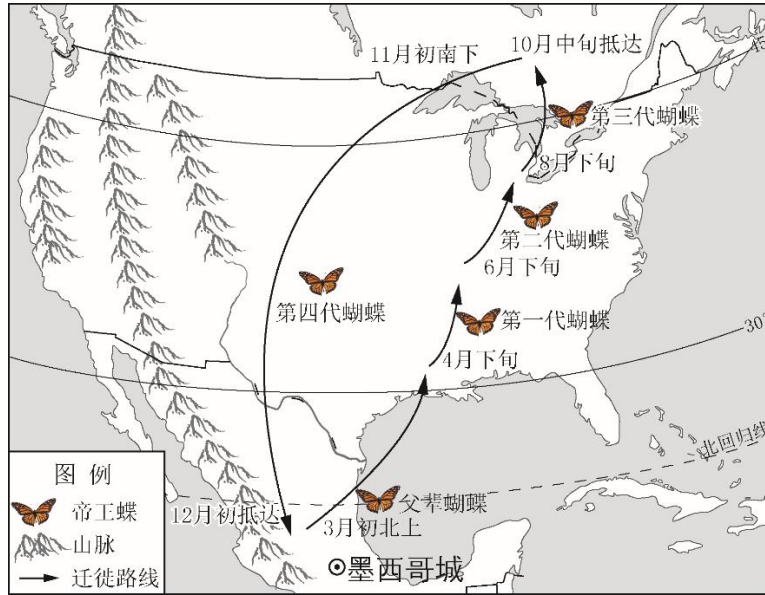 11月初南下
10月中旬抵达
第三代蝴蝶
8月下旬
第二代蝴蝶
6月下旬
第四代蝴蝶
第一代蝴蝶
30°
4月下旬
北回归线
图 例
帝王蝶
山脉
迁徙路线
12月初抵达
父辈蝴蝶
3月初北上
墨西哥城